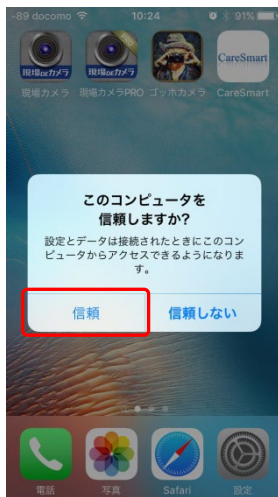 -89 docomo 10:24 91%
現場deカメラ 現場deカメラ CareSmart
現場カメラ 現場カメラPRO ゴッホカメラ CareSmart
このコンピュータを
信頼しますか?
設定とデータは接続されたときにこのコン
ピュータからアクセスできるようになりま
す。
信頼 信頼しない
電話 写真 Safari 設定